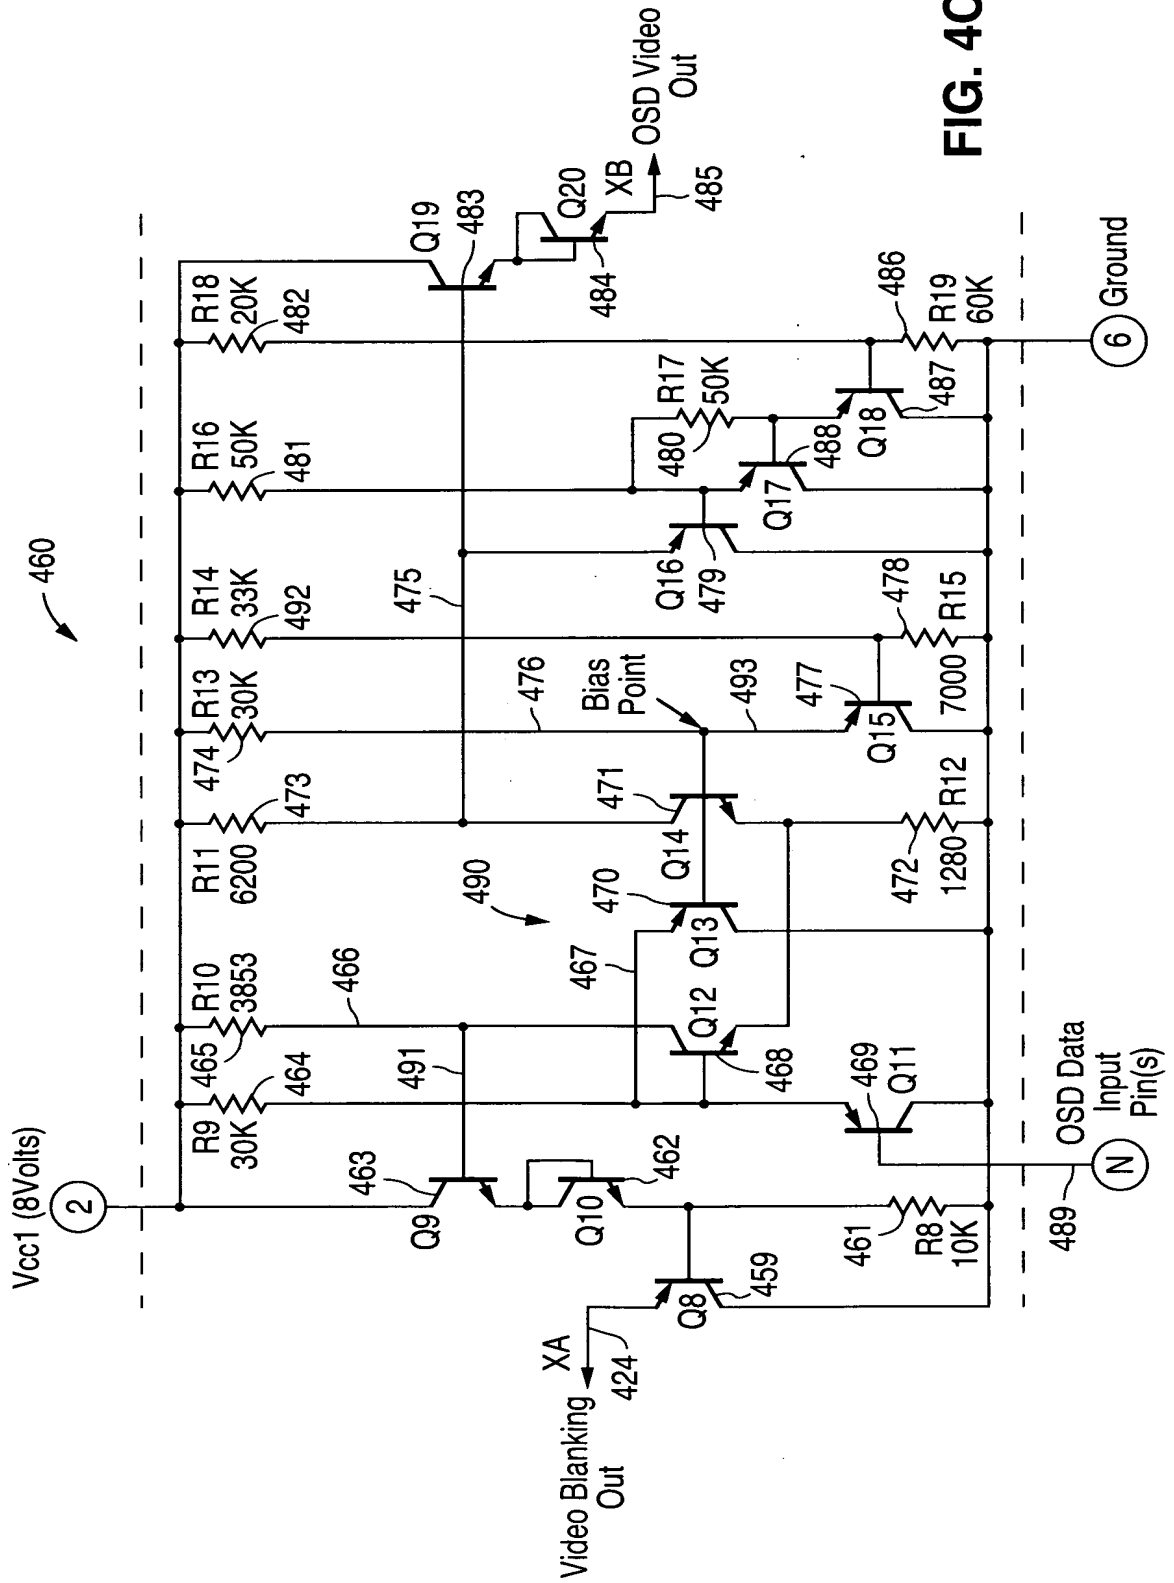 FIG. 4C
460
Vcc1 (8Volts)
2
R9
30K
464
R10
3853
465
466
R11
6200
473
R13
30K
474
476
R14
33K
492
R16
50K
481
R18
20K
482
Q19
483
Q20
484
XB
OSD Video
Out
485
475
491
463
Q9
Q10
462
467
490
Q12
468
470
Q13
471
Q14
Bias
Point
493
477
Q15
Q16
479
Q17
488
480
R17
50K
Q18
487
486
R19
60K
478
R15
7000
472
R12
1280
469
Q11
461
R8
10K
Q8
459
XA
424
Video Blanking
Out
489
N
OSD Data
Input
Pin(s)
6
Ground